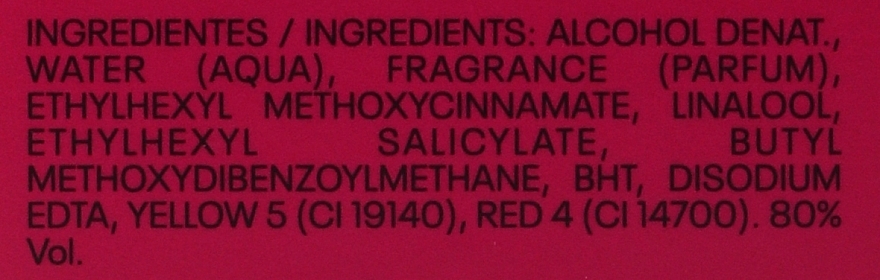 INGREDIENTES / INGREDIENTS: ALCOHOL DENAT.,
WATER (AQUA), FRAGRANCE (PARFUM),
ETHYLHEXYL METHOXYCINNAMATE, LINALOOL,
ETHYLHEXYL SALICYLATE, BUTYL
METHOXYDIBENZOYLMETHANE, BHT, DISODIUM
EDTA, YELLOW 5 (CI 19140), RED 4 (CI 14700). 80%
Vol.